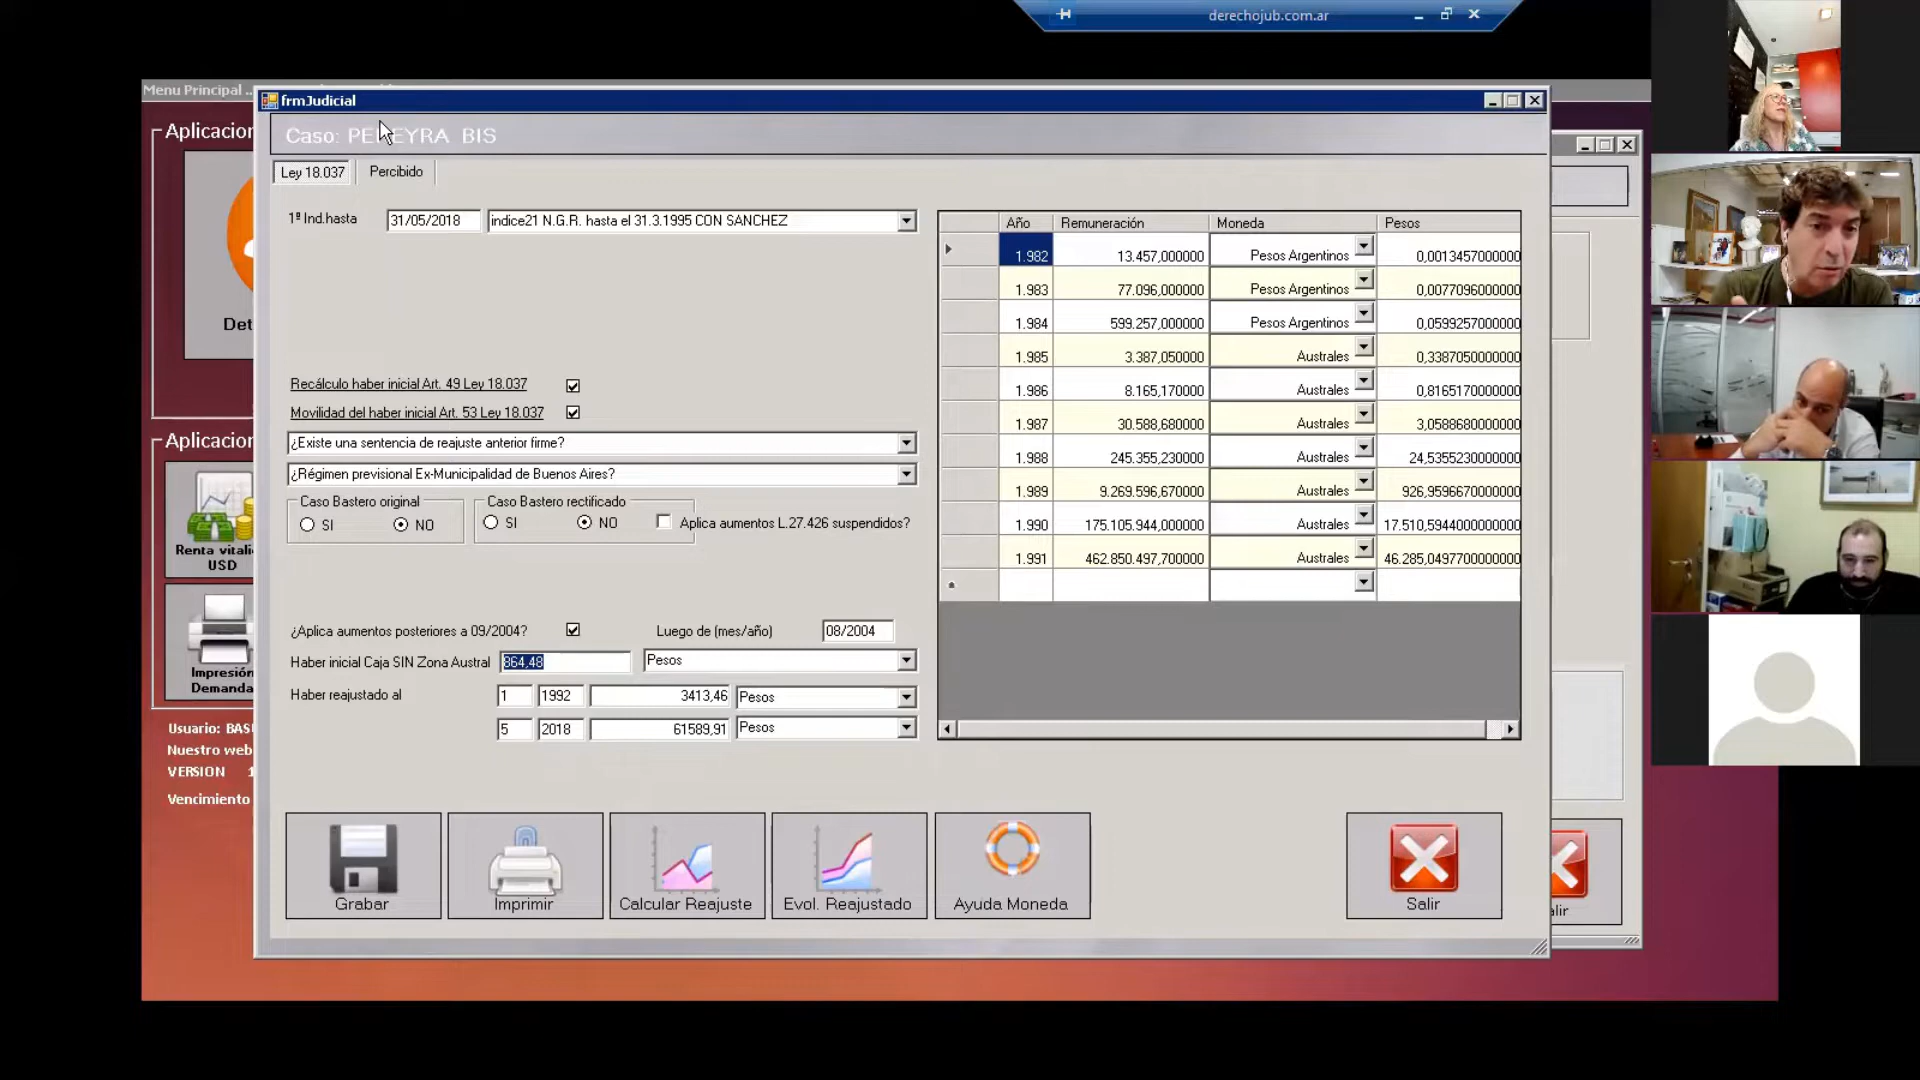 derechojub.com.ar
Menu Principal ..
frmJudicial
Caso: PEREYRA BIS
Ley 18.037
Percibido
1ª Ind.hasta
31/05/2018
indice21 N.G.R. hasta el 31.3.1995 CON SANCHEZ
Recálculo haber inicial Art. 49 Ley 18.037
Movilidad del haber inicial Art. 53 Ley 18.037
¿Existe una sentencia de reajuste anterior firme?
¿Régimen previsional Ex-Municipalidad de Buenos Aires?
Caso Bastero original
SI
NO
Caso Bastero rectificado
SI
NO
Aplica aumentos L.27.426 suspendidos?
¿Aplica aumentos posteriores a 09/2004?
Luego de (mes/año)
08/2004
Haber inicial Caja SIN Zona Austral
864,48
Pesos
Haber reajustado al
1
1992
3413,46
Pesos
5
2018
61589,91
Pesos
Año Remuneración Moneda Pesos
1.982 13.457,000000 Pesos Argentinos 0,0013457000000
1.983 77.096,000000 Pesos Argentinos 0,0077096000000
1.984 599.257,000000 Pesos Argentinos 0,0599257000000
1.985 3.387,050000 Australes 0,3387050000000
1.986 8.165,170000 Australes 0,8165170000000
1.987 30.588,680000 Australes 3,0588680000000
1.988 245.355,230000 Australes 24,5355230000000
1.989 9.269.596,670000 Australes 926,9596670000000
1.990 175.105.944,000000 Australes 17.510,5944000000000
1.991 462.850.497,700000 Australes 46.285,0497700000000
Grabar
Imprimir
Calcular Reajuste
Evol. Reajustado
Ayuda Moneda
Salir
alir
Aplicacior
Det
Aplicacior
Renta vitali
USD
Impresión
Demanda
Usuario: BAS
Nuestro web
VERSION 1
Vencimiento